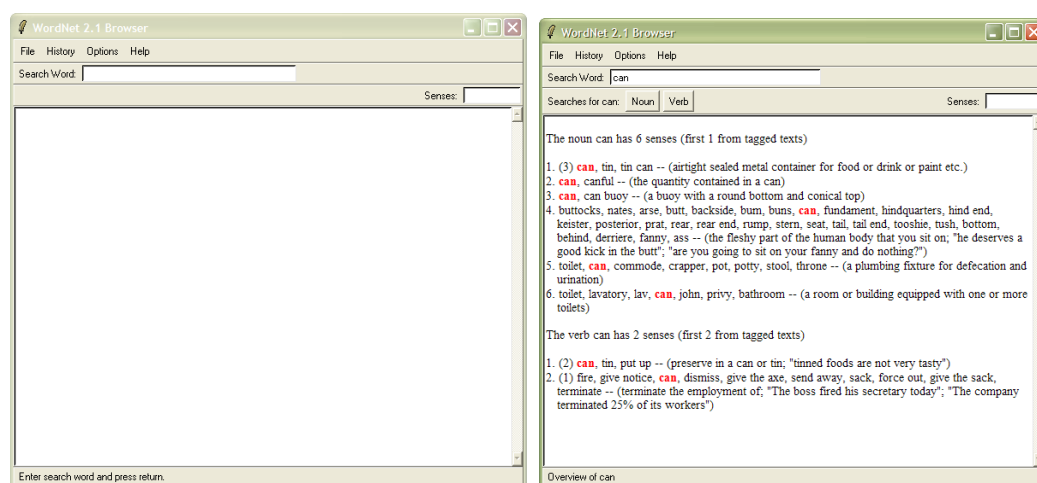 WordNet 2.1 Browser
File History Options Help
Search Word:
Senses:
Enter search word and press return.
WordNet 2.1 Browser
File History Options Help
Search Word: can
Searches for can: Noun Verb Senses:
The noun can has 6 senses (first 1 from tagged texts)
1. (3) can, tin, tin can -- (airtight sealed metal container for food or drink or paint etc.)
2. can, canful -- (the quantity contained in a can)
3. can, can buoy -- (a buoy with a round bottom and conical top)
4. buttocks, nates, arse, butt, backside, bum, buns, can, fundament, hindquarters, hind end,
keister, posterior, prat, rear, rear end, rump, stern, seat, tail, tail end, tooshie, tush, bottom,
behind, derriere, fanny, ass -- (the fleshy part of the human body that you sit on; "he deserves a
good kick in the butt"; "are you going to sit on your fanny and do nothing?")
5. toilet, can, commode, crapper, pot, potty, stool, throne -- (a plumbing fixture for defecation and
urination)
6. toilet, lavatory, lav, can, john, privy, bathroom -- (a room or building equipped with one or more
toilets)
The verb can has 2 senses (first 2 from tagged texts)
1. (2) can, tin, put up -- (preserve in a can or tin; "tinned foods are not very tasty")
2. (1) fire, give notice, can, dismiss, give the axe, send away, sack, force out, give the sack,
terminate -- (terminate the employment of; "The boss fired his secretary today"; "The company
terminated 25% of its workers")
Overview of can